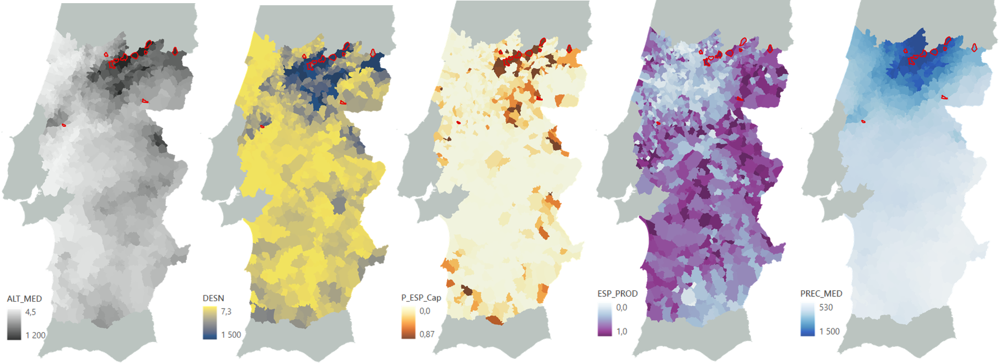 ALT_MED
4,5
1 200
DESN
7,3
1 500
P_ESP_Cap
0,0
0,87
ESP_PROD
0,0
1,0
PREC_MED
530
1 500